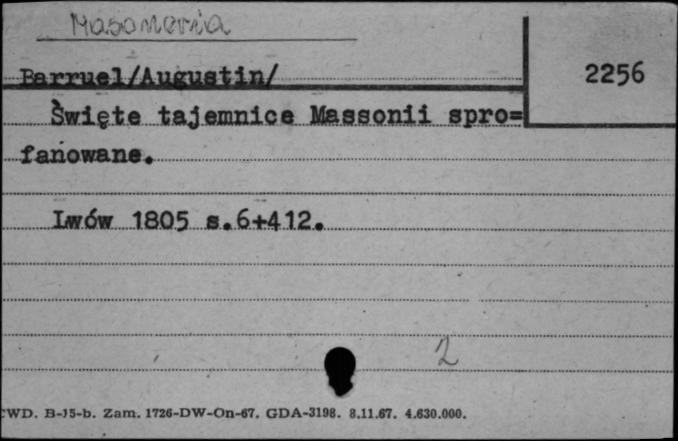 Masoneria
Barruel/Augustin/
2256
Święte tajemnice Massonii spro=
fanowane.
Lwów 1805 s.6+412.
2
CWD. B-15-b. Zam. 1726-DW-On-67. GDA-3198. 8.11.67. 4.630.000.